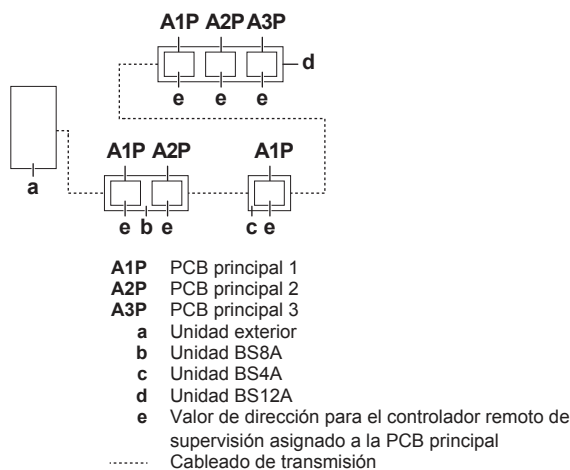 A1P A2P A3P
d
e e e
A1P A2P A1P
a
e b e c e
A1P PCB principal 1
A2P PCB principal 2
A3P PCB principal 3
a Unidad exterior
b Unidad BS8A
c Unidad BS4A
d Unidad BS12A
e Valor de dirección para el controlador remoto de
supervisión asignado a la PCB principal
Cableado de transmisión